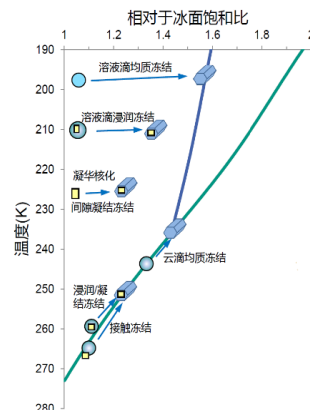 相对于冰面饱和比
1 1.2 1.4 1.6 1.8 2
190
溶液滴均质冻结
200
溶液滴浸润冻结
210
凝华核化
220
间隙凝结冻结
230
温度(K)
240
云滴均质冻结
250
浸润/凝
结冻结
260
接触冻结
270
280